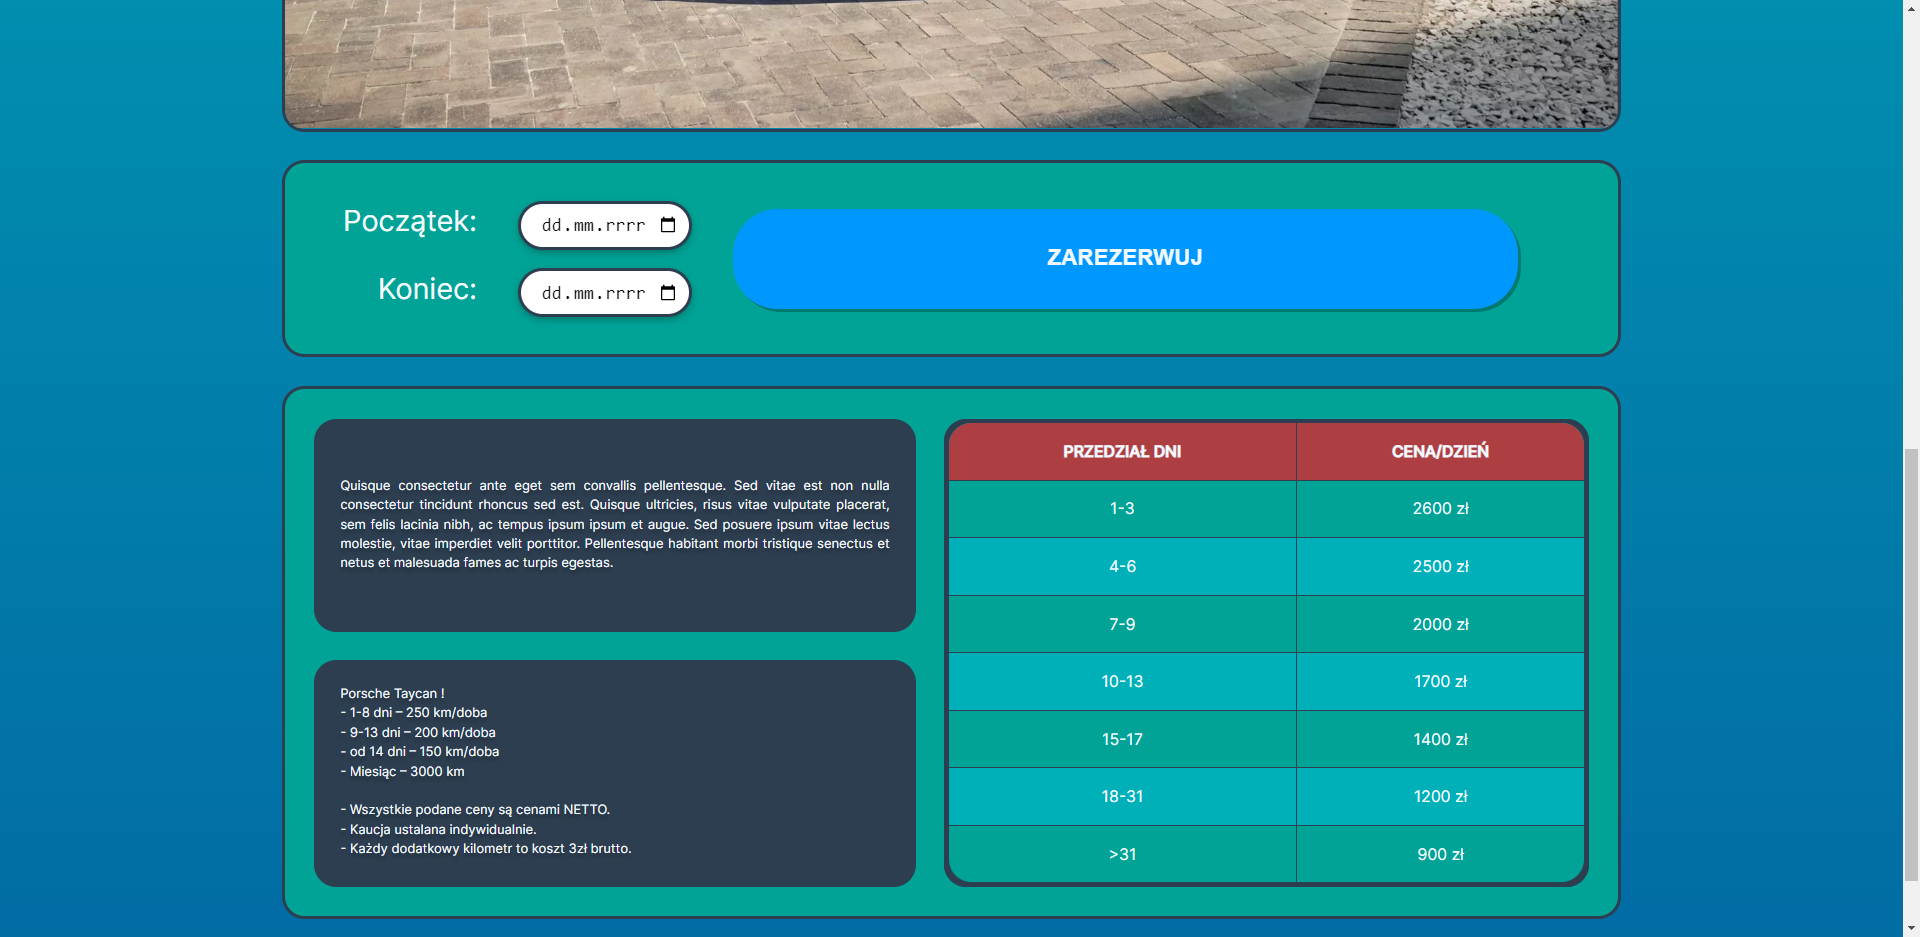 Początek:
dd.mm.rrrr
Koniec:
dd.mm.rrrr
ZAREZERWUJ
Quisque consectetur ante eget sem convallis pellentesque. Sed vitae est non nulla
consectetur tincidunt rhoncus sed est. Quisque ultricies, risus vitae vulputate placerat,
sem felis lacinia nibh, ac tempus ipsum ipsum et augue. Sed posuere ipsum vitae lectus
molestie, vitae imperdiet velit porttitor. Pellentesque habitant morbi tristique senectus et
netus et malesuada fames ac turpis egestas.
Porsche Taycan !
- 1-8 dni – 250 km/doba
- 9-13 dni – 200 km/doba
- od 14 dni – 150 km/doba
- Miesiąc – 3000 km
- Wszystkie podane ceny są cenami NETTO.
- Kaucja ustalana indywidualnie.
- Każdy dodatkowy kilometr to koszt 3zł brutto.
PRZEDZIAŁ DNI CENA/DZIEŃ
1-3 2600 zł
4-6 2500 zł
7-9 2000 zł
10-13 1700 zł
15-17 1400 zł
18-31 1200 zł
>31 900 zł